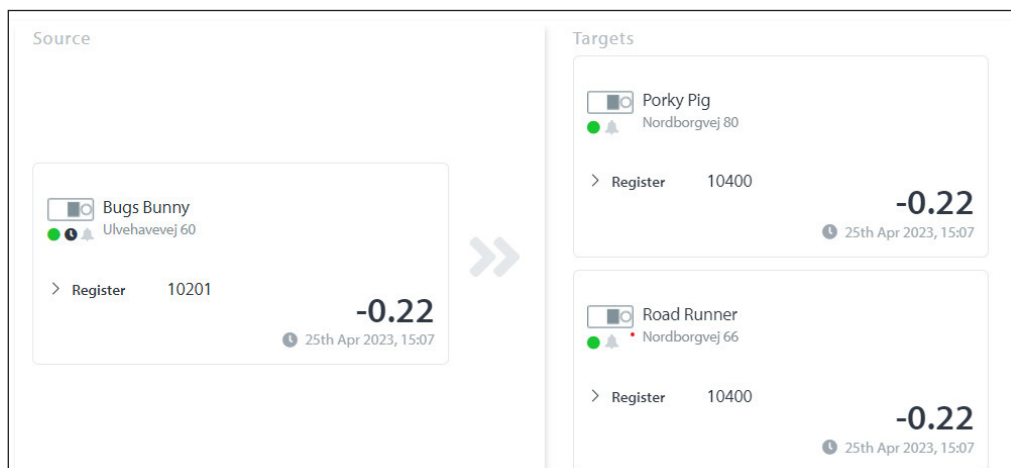 Source
Bugs Bunny
Ulvehavevej 60
Register 10201
-0.22
25th Apr 2023, 15:07
Targets
Porky Pig
Nordborgvej 80
Register 10400
-0.22
25th Apr 2023, 15:07
Road Runner
Nordborgvej 66
Register 10400
-0.22
25th Apr 2023, 15:07